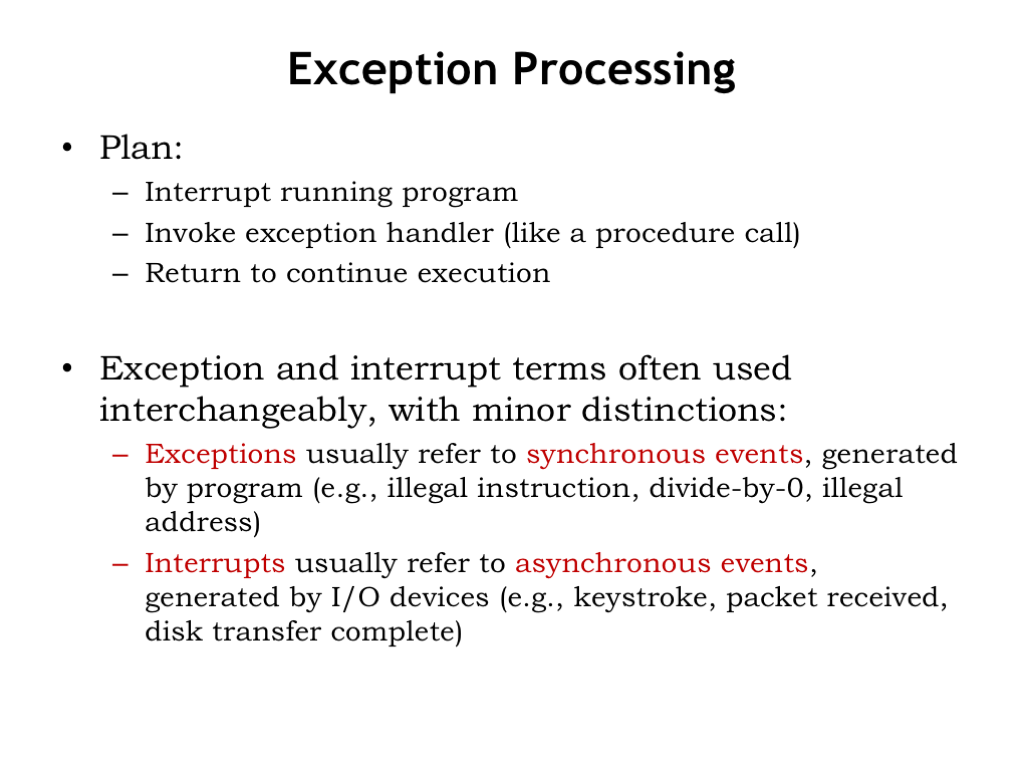 Exception Processing
• Plan:
– Interrupt running program
– Invoke exception handler (like a procedure call)
– Return to continue execution
• Exception and interrupt terms often used
interchangeably, with minor distinctions:
– Exceptions usually refer to synchronous events, generated
by program (e.g., illegal instruction, divide-by-0, illegal
address)
– Interrupts usually refer to asynchronous events,
generated by I/O devices (e.g., keystroke, packet received,
disk transfer complete)